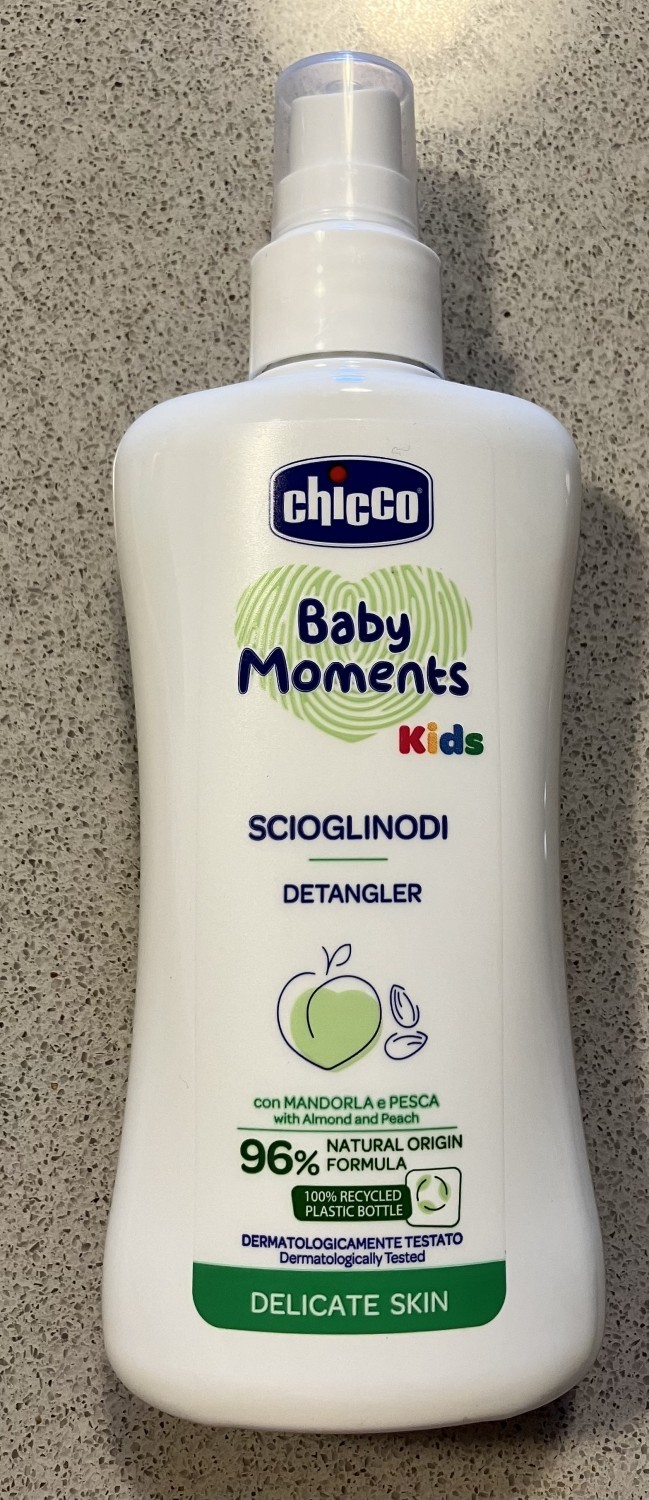 chicco
Baby
Moments
Kids
SCIOGLINODI
DETANGLER
con MANDORLA e PESCA
with Almond and Peach
96% NATURAL ORIGIN
FORMULA
100% RECYCLED
PLASTIC BOTTLE
DERMATOLOGICAMENTE TESTATO
Dermatologically Tested
DELICATE SKIN